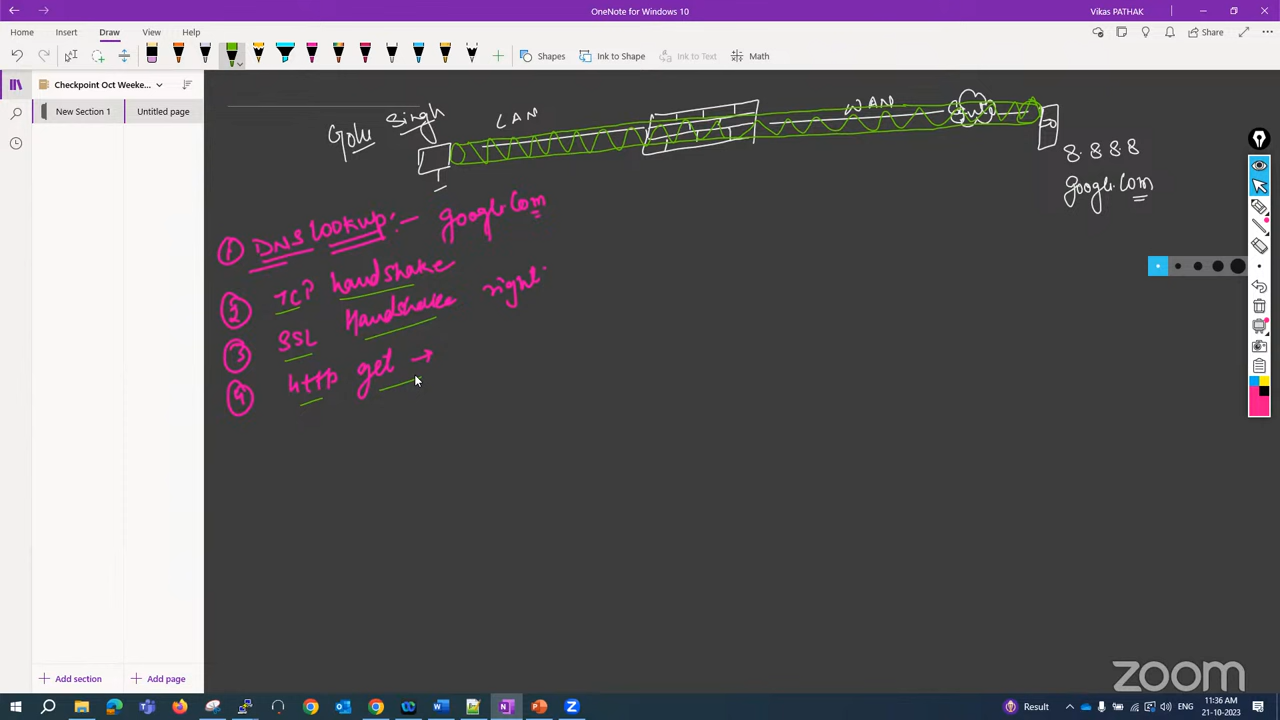 OneNote for Windows 10
Vikas PATHAK
Home Insert Draw View Help
Shapes Ink to Shape Ink to Text Math Share
Checkpoint Oct Weeke...
New Section 1 Untitled page
Golu Singh LAN WAN
8.8 8 8
google.com
① DNS lookup:- google.com
② TCP handshake
③ SSL Handshake right
④ http get →
Add section Add page
zoom
Result ENG 11:36 AM
21-10-2023